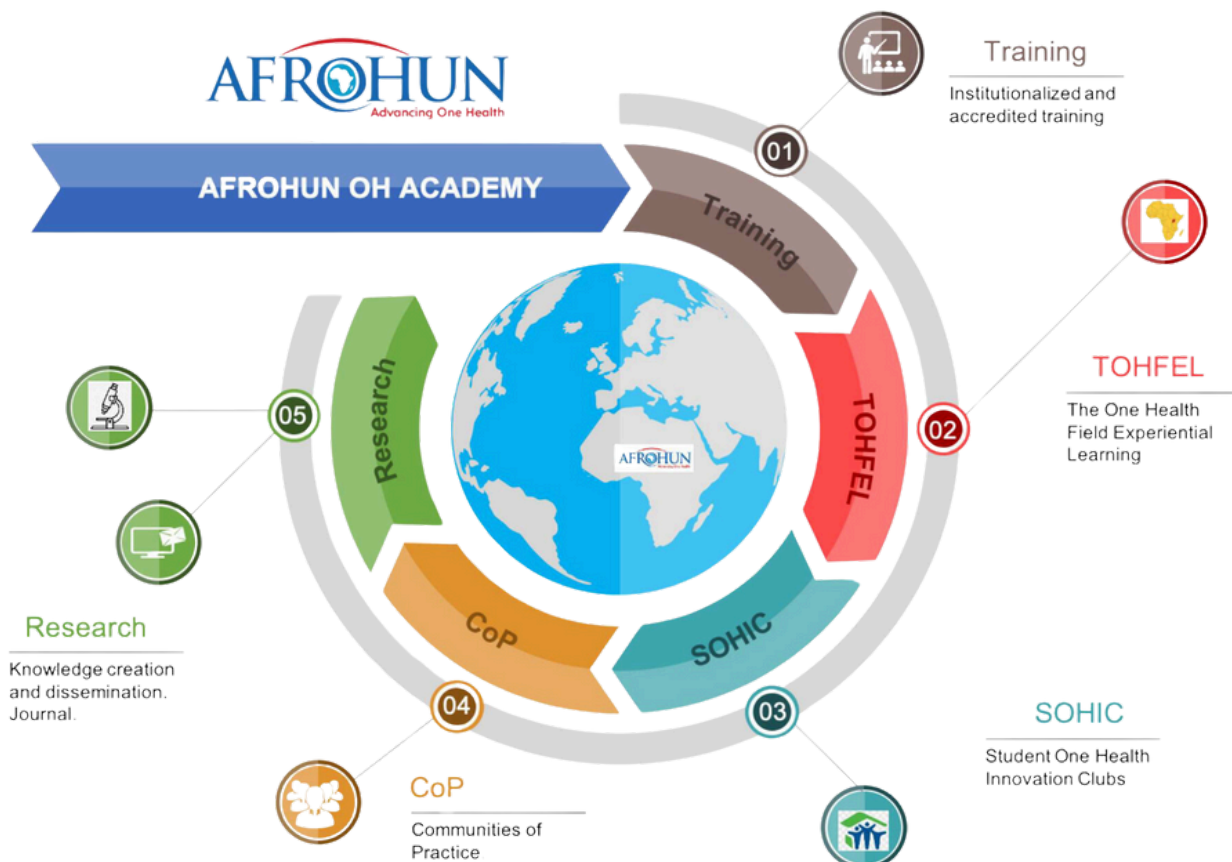 AFROHUN
Advancing One Health
AFROHUN OH ACADEMY
Training
Institutionalized and
accredited training
01
Training
TOHFEL
The One Health
Field Experiential
Learning
02
TOHFEL
SOHIC
Student One Health
Innovation Clubs
03
SOHIC
CoP
Communities of
Practice
04
CoP
Research
Knowledge creation
and dissemination.
Journal.
05
Research
AFROHUN